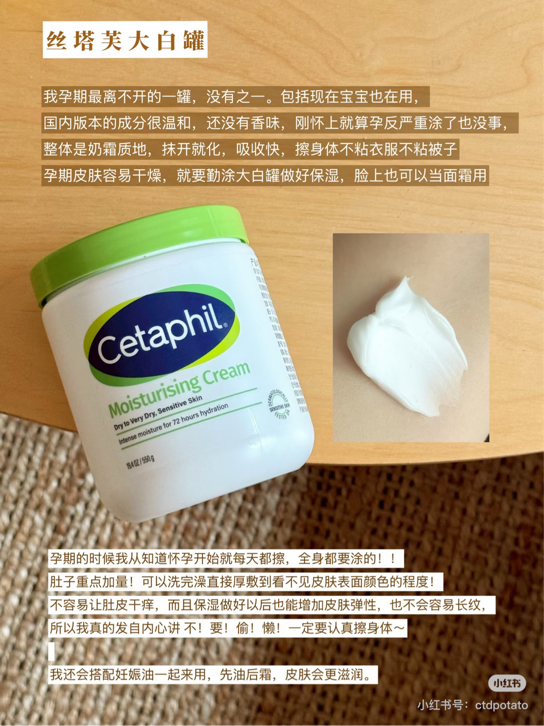 丝塔芙大白罐
我孕期最离不开的一罐，没有之一。包括现在宝宝也在用，
国内版本的成分很温和，还没有香味，刚怀上就算孕反严重涂了也没事，
整体是奶霜质地，抹开就化，吸收快，擦身体不粘衣服不粘被子
孕期皮肤容易干燥，就要勤涂大白罐做好保湿，脸上也可以当面霜用
Cetaphil®
Moisturising Cream
Dry to Very Dry, Sensitive Skin
Intense moisture for 72 hours hydration
SENSITIVE SKIN
19.4 OZ / 550 g
孕期的时候我从知道怀孕开始就每天都擦，全身都要涂的！！
肚子重点加量！可以洗完澡直接厚敷到看不见皮肤表面颜色的程度！
不容易让肚皮干痒，而且保湿做好以后也能增加皮肤弹性，也不会容易长纹，
所以我真的发自内心讲 不！要！偷！懒！一定要认真擦身体～
我还会搭配妊娠油一起来用，先油后霜，皮肤会更滋润。
小红书
小红书号：ctdpotato